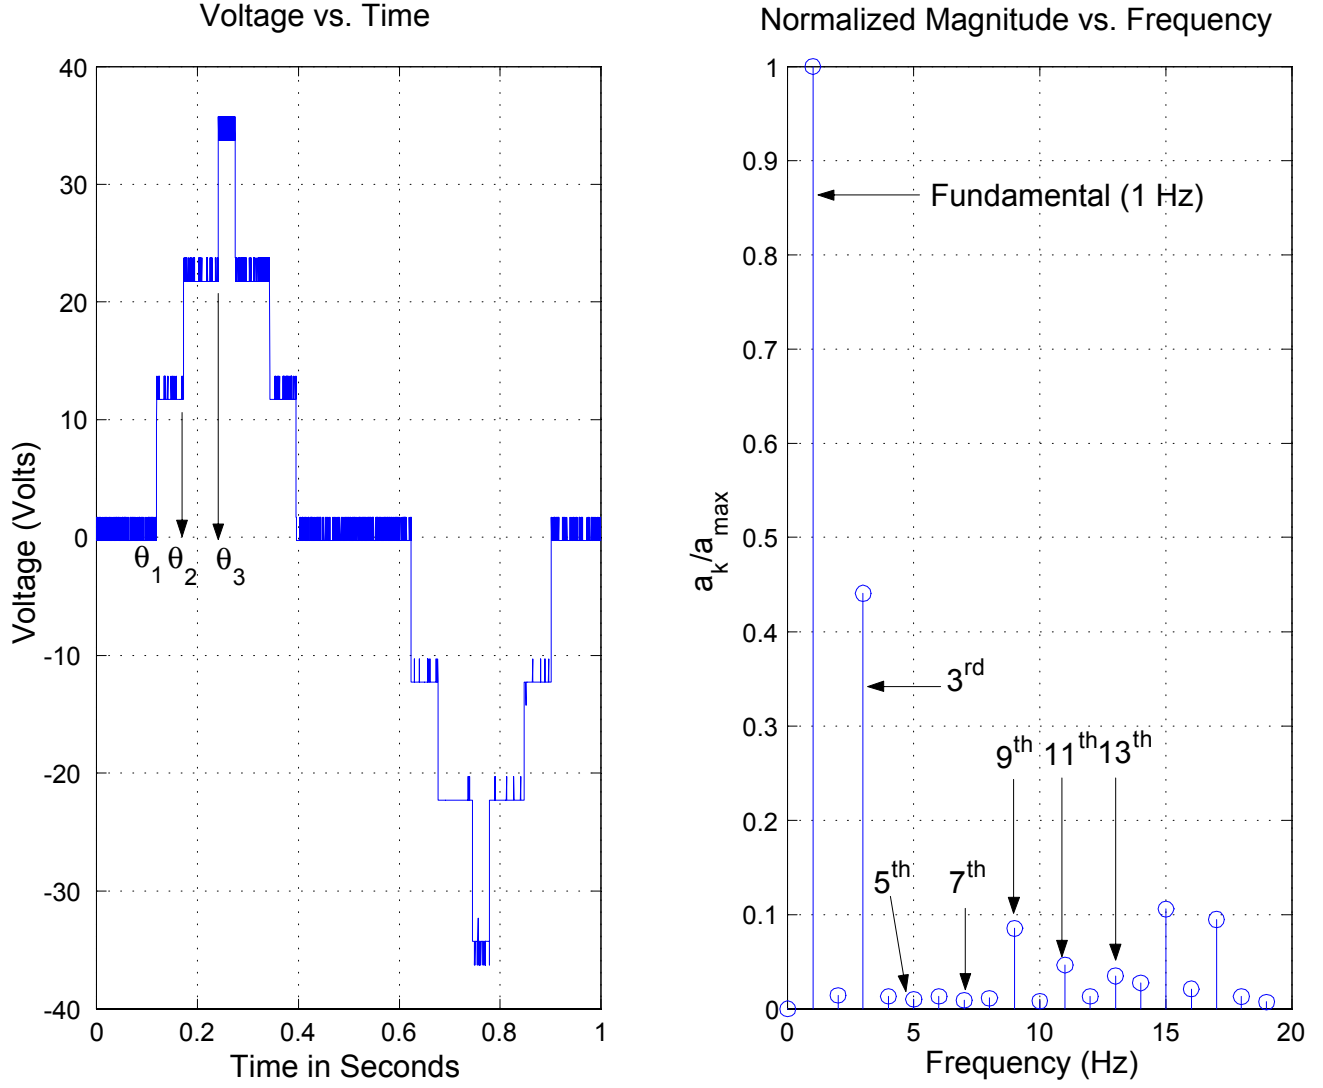 Voltage vs. Time
40
30
20
10
0
-10
-20
-30
-40
0
0.2
0.4
0.6
0.8
1
Voltage (Volts)
Time in Seconds
θ1 θ2 θ3
Normalized Magnitude vs. Frequency
1
0.9
0.8
0.7
0.6
0.5
0.4
0.3
0.2
0.1
0
0
5
10
15
20
ak/amax
Frequency (Hz)
Fundamental (1 Hz)
3rd
9th 11th 13th
5th 7th